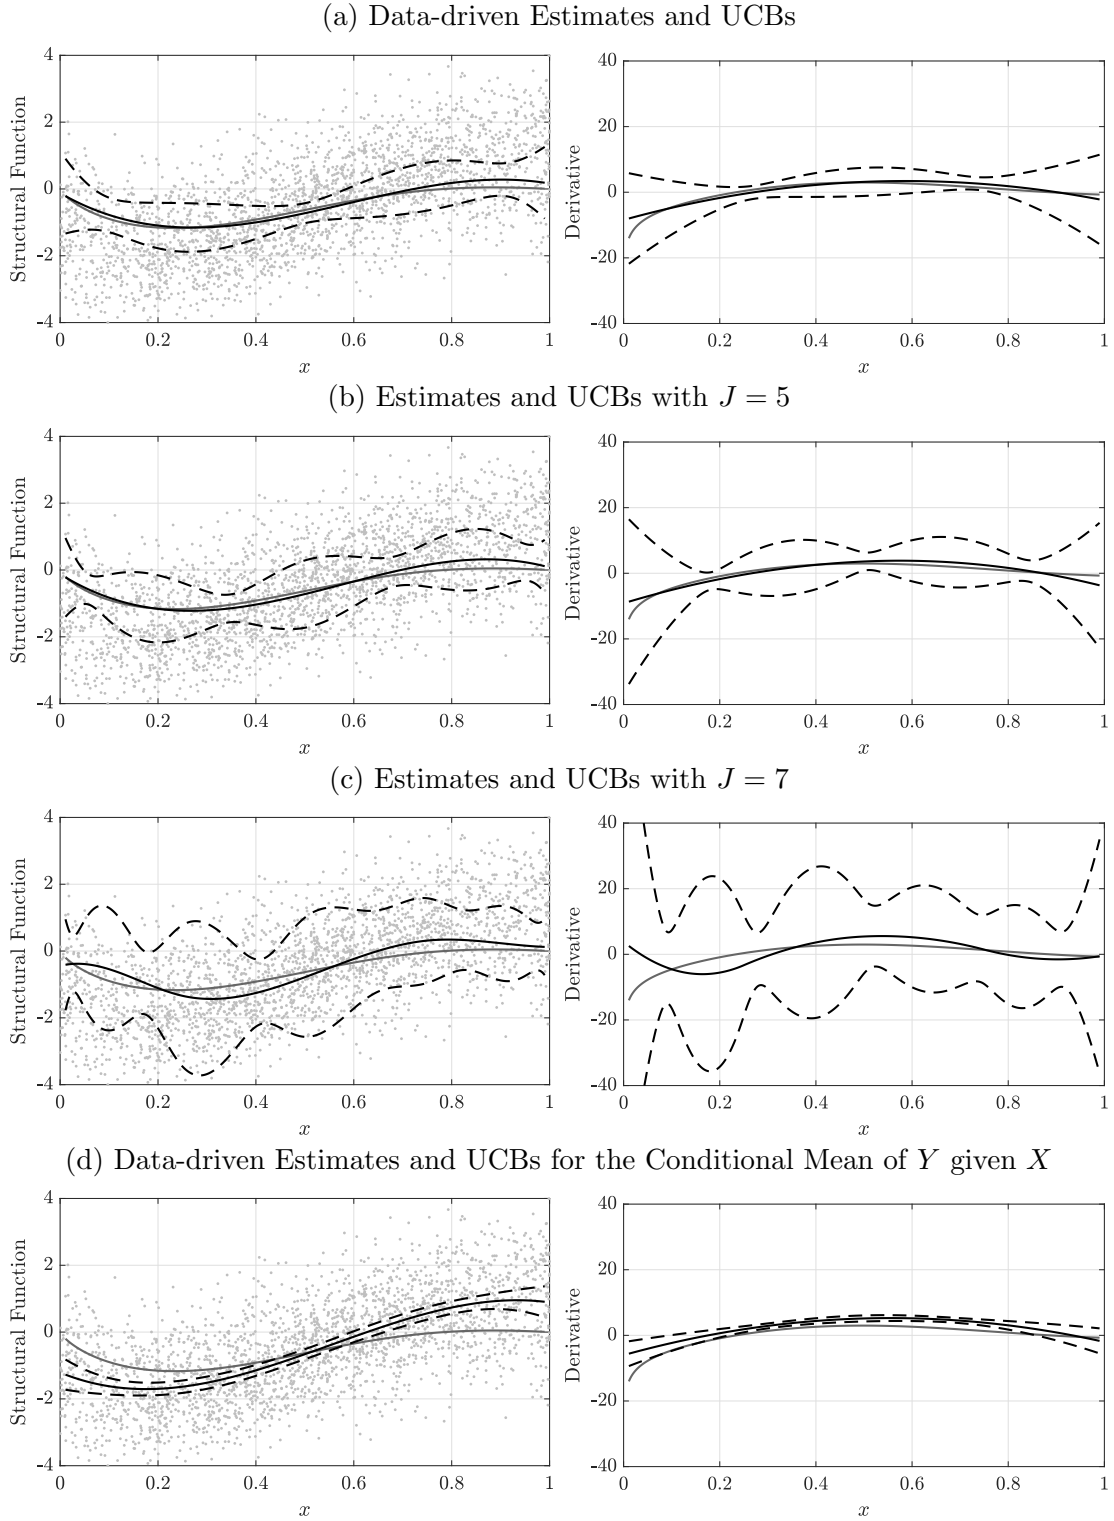 (a) Data-driven Estimates and UCBs
Structural Function
4
2
0
-2
-4
0 0.2 0.4 0.6 0.8 1
x
Derivative
40
20
0
-20
-40
0 0.2 0.4 0.6 0.8 1
x
(b) Estimates and UCBs with J = 5
Structural Function
4
2
0
-2
-4
0 0.2 0.4 0.6 0.8 1
x
Derivative
40
20
0
-20
-40
0 0.2 0.4 0.6 0.8 1
x
(c) Estimates and UCBs with J = 7
Structural Function
4
2
0
-2
-4
0 0.2 0.4 0.6 0.8 1
x
Derivative
40
20
0
-20
-40
0 0.2 0.4 0.6 0.8 1
x
(d) Data-driven Estimates and UCBs for the Conditional Mean of Y given X
Structural Function
4
2
0
-2
-4
0 0.2 0.4 0.6 0.8 1
x
Derivative
40
20
0
-20
-40
0 0.2 0.4 0.6 0.8 1
x